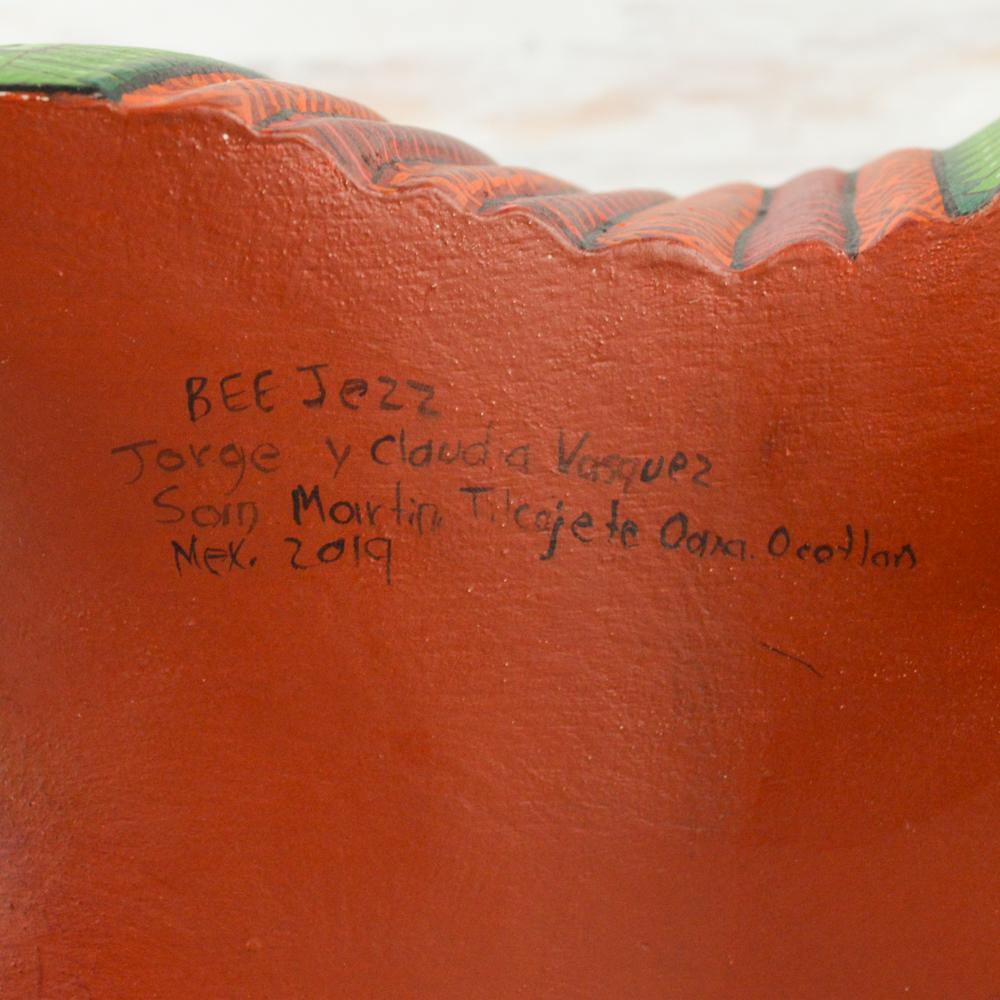 BEE Jezz
Jorge y Claudia Vasquez
San Martin Tilcajete Oaxa. Ocotlan
Mex. 2019